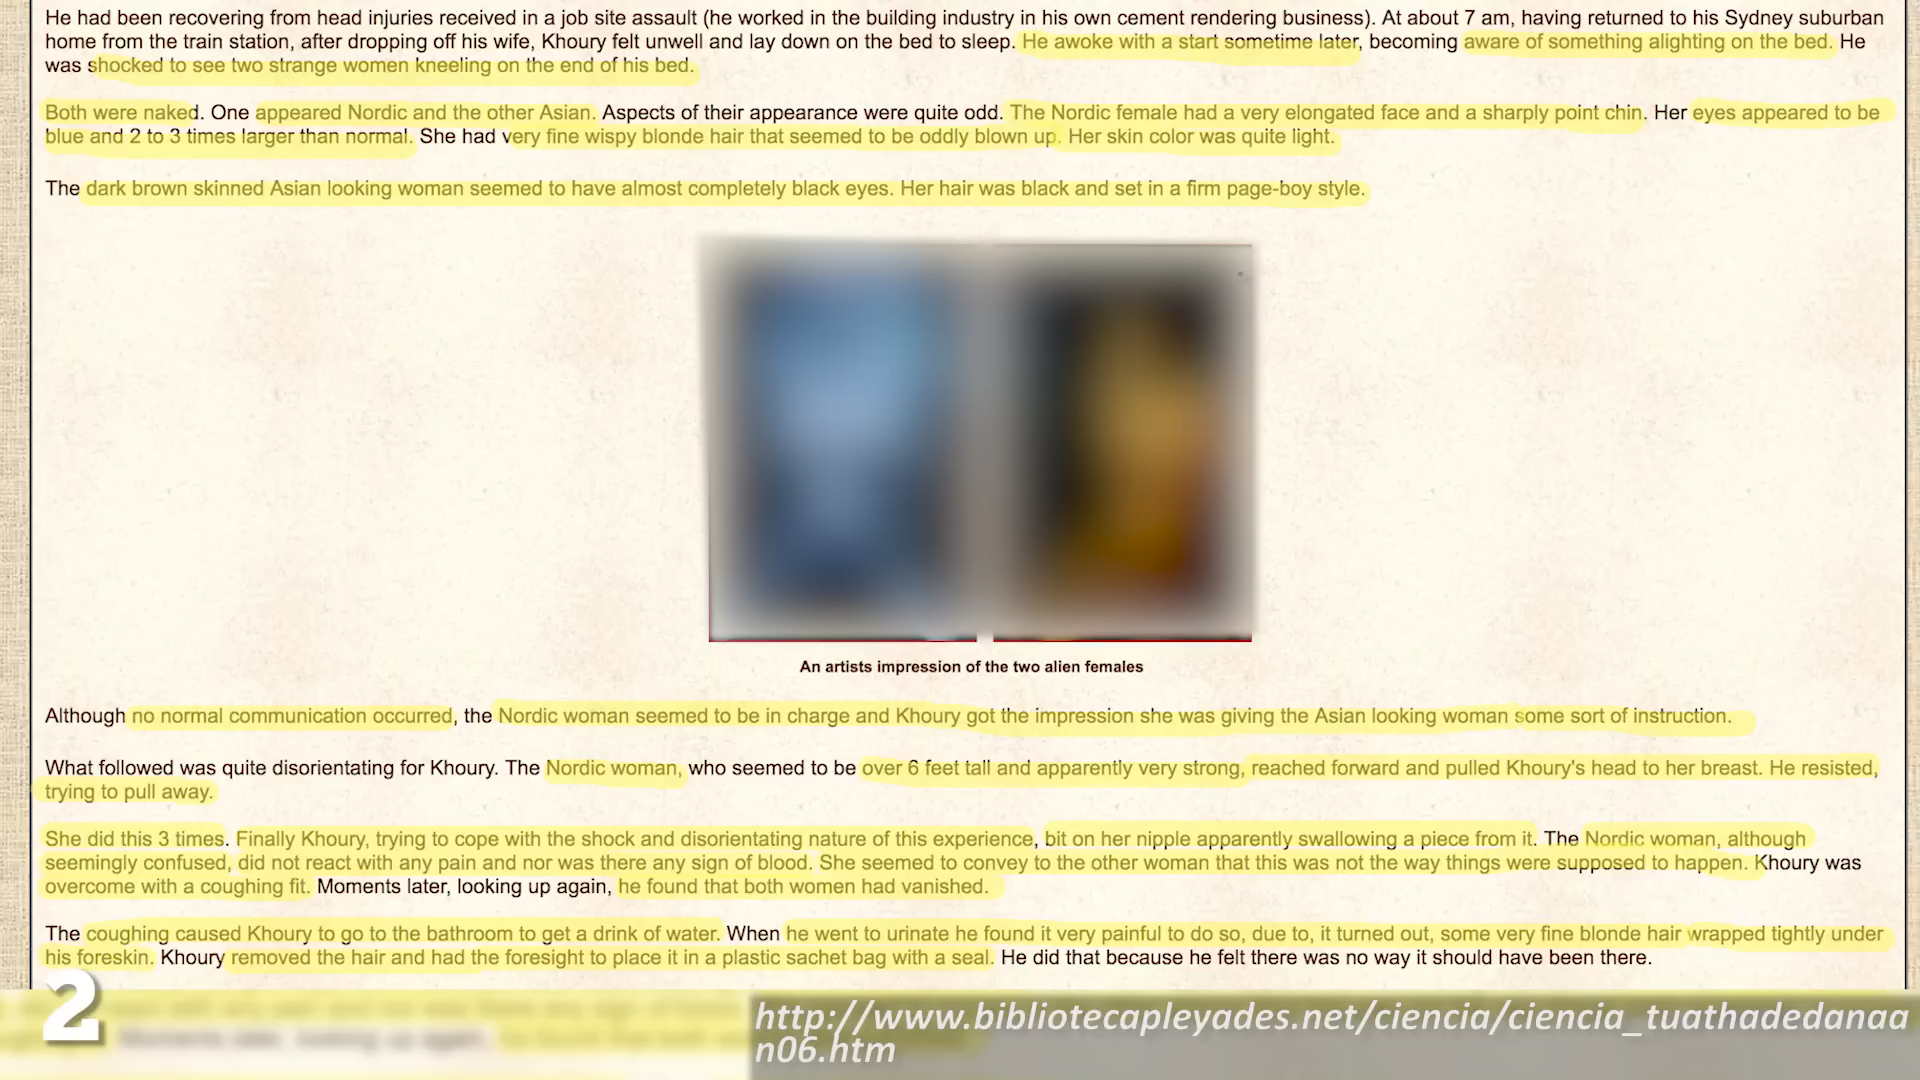 He had been recovering from head injuries received in a job site assault (he worked in the building industry in his own cement rendering business). At about 7 am, having returned to his Sydney suburban
home from the train station, after dropping off his wife, Khoury felt unwell and lay down on the bed to sleep. He awoke with a start sometime later, becoming aware of something alighting on the bed. He
was shocked to see two strange women kneeling on the end of his bed.
Both were naked. One appeared Nordic and the other Asian. Aspects of their appearance were quite odd. The Nordic female had a very elongated face and a sharply point chin. Her eyes appeared to be
blue and 2 to 3 times larger than normal. She had very fine wispy blonde hair that seemed to be oddly blown up. Her skin color was quite light.
The dark brown skinned Asian looking woman seemed to have almost completely black eyes. Her hair was black and set in a firm page-boy style.
An artists impression of the two alien females
Although no normal communication occurred, the Nordic woman seemed to be in charge and Khoury got the impression she was giving the Asian looking woman some sort of instruction.
What followed was quite disorientating for Khoury. The Nordic woman, who seemed to be over 6 feet tall and apparently very strong, reached forward and pulled Khoury's head to her breast. He resisted,
trying to pull away.
She did this 3 times. Finally Khoury, trying to cope with the shock and disorientating nature of this experience, bit on her nipple apparently swallowing a piece from it. The Nordic woman, although
seemingly confused, did not react with any pain and nor was there any sign of blood. She seemed to convey to the other woman that this was not the way things were supposed to happen. Khoury was
overcome with a coughing fit. Moments later, looking up again, he found that both women had vanished.
The coughing caused Khoury to go to the bathroom to get a drink of water. When he went to urinate he found it very painful to do so, due to, it turned out, some very fine blonde hair wrapped tightly under
his foreskin. Khoury removed the hair and had the foresight to place it in a plastic sachet bag with a seal. He did that because he felt there was no way it should have been there.
2
http://www.bibliotecapleyades.net/ciencia/ciencia_tuathadedanaa
n06.htm